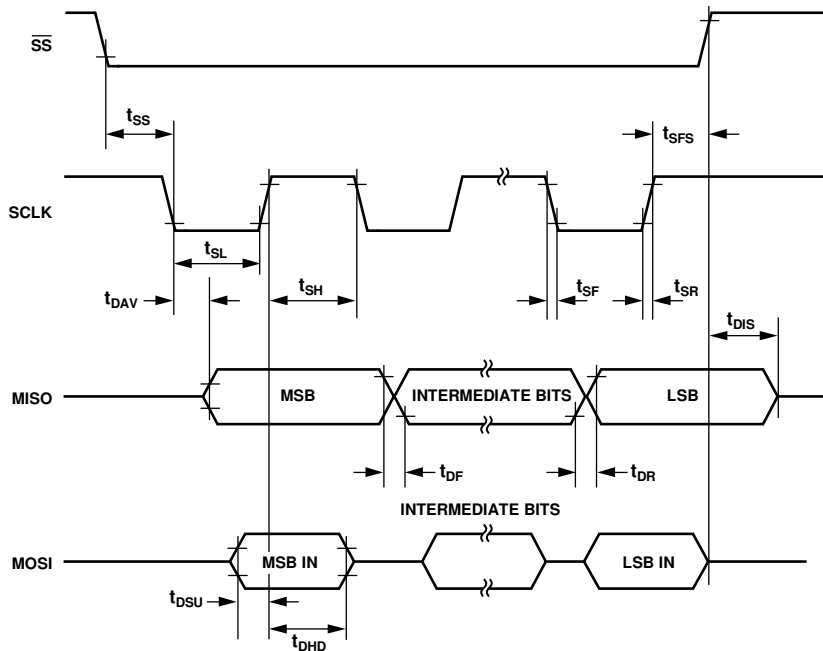 SS
tSS
tSFS
SCLK
tSL
tSH
tSF
tSR
tDAV
tDIS
MISO
MSB
INTERMEDIATE BITS
LSB
tDF
tDR
INTERMEDIATE BITS
MOSI
MSB IN
LSB IN
tDSU
tDHD